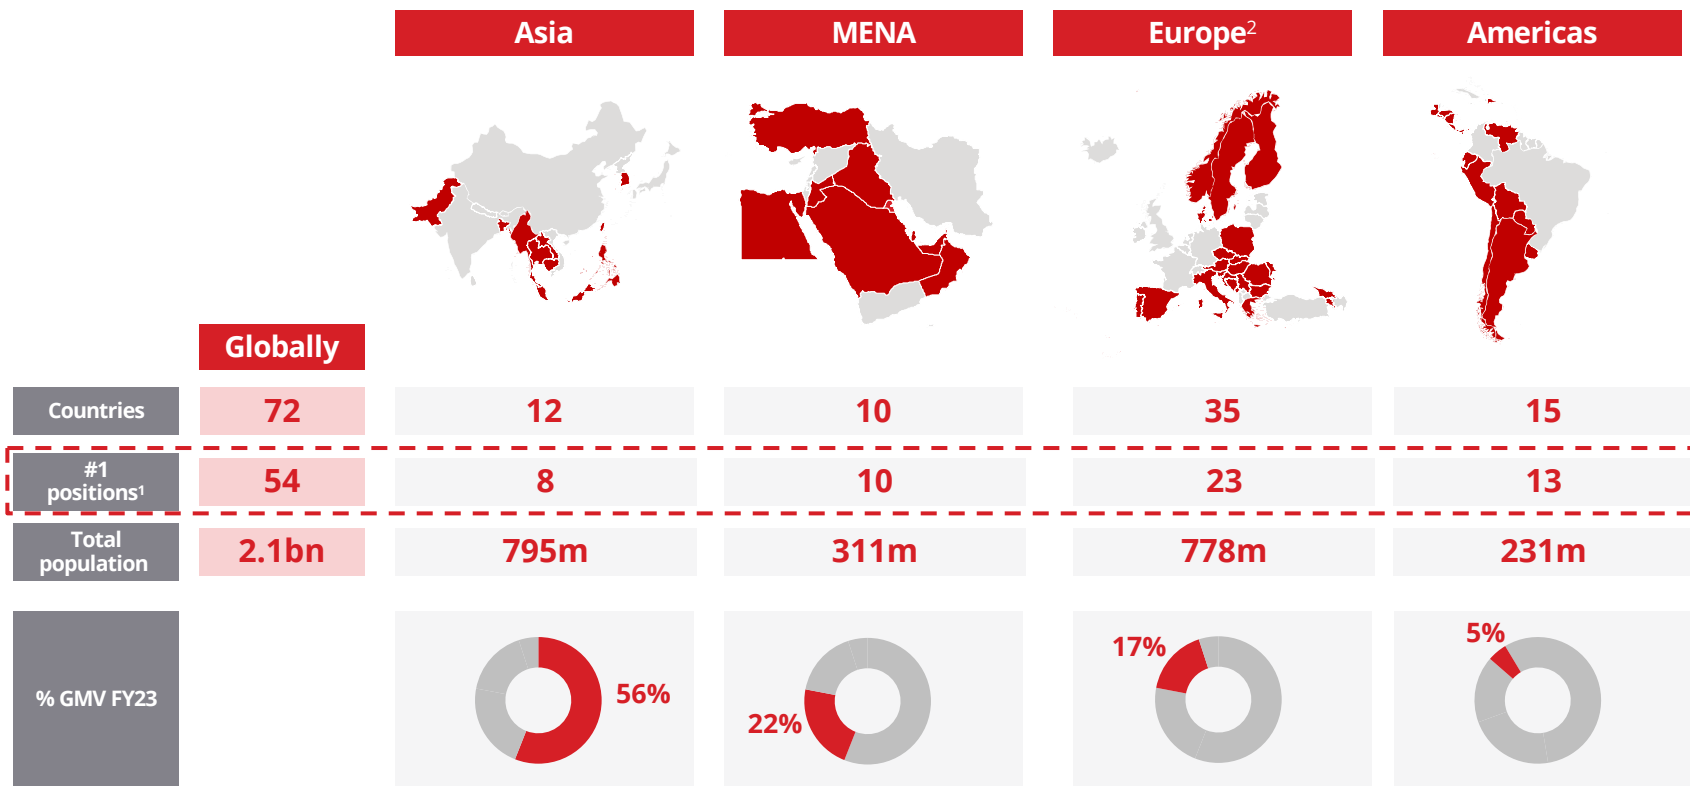 Asia
MENA
Europe²
Americas
Globally
Countries
72
12
10
35
15
#1
positions¹
54
8
10
23
13
Total
population
2.1bn
795m
311m
778m
231m
% GMV FY23
56%
22%
17%
5%